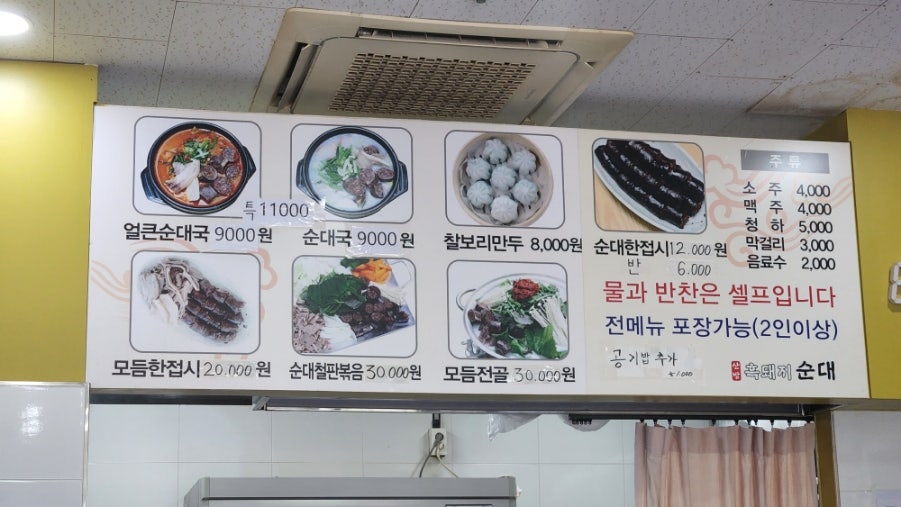 특 11000
얼큰순대국 9000원
순대국 9000원
찰보리만두 8,000원
모듬한접시 20.000원
순대철판볶음 30.000원
모듬전골 30.000원
순대한접시 12.000원
반 6.000
주류
소주 4,000
맥주 4,000
청하 5,000
막걸리 3,000
음료수 2,000
물과 반찬은 셀프입니다
전메뉴 포장가능(2인이상)
공기밥 추가
흑돼지 순대